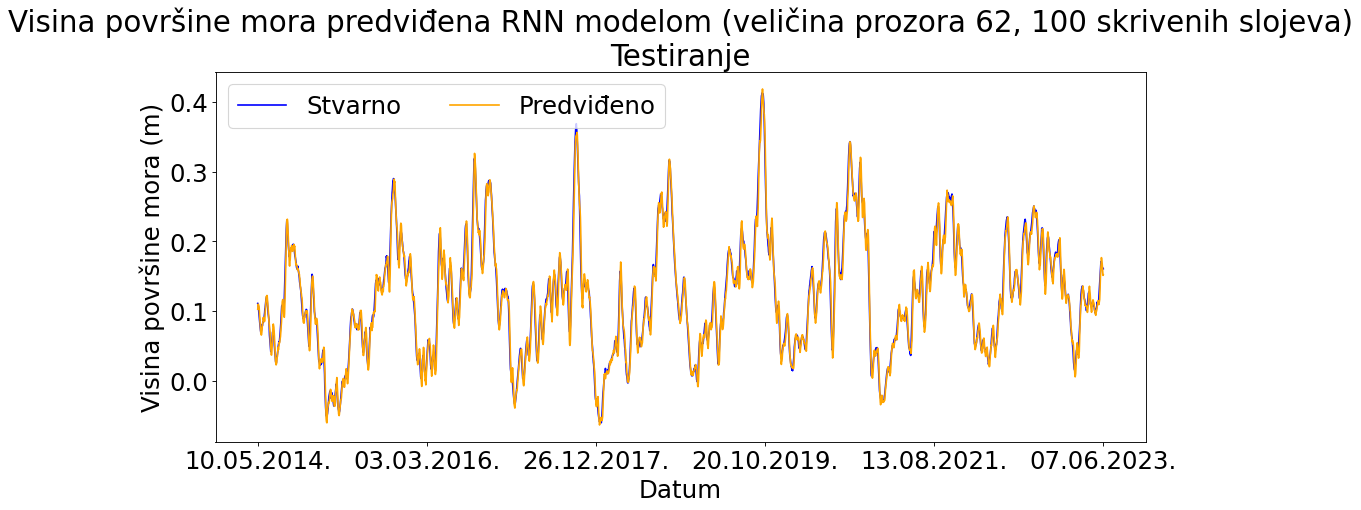 Visina površine mora predviđena RNN modelom (veličina prozora 62, 100 skrivenih slojeva)
Testiranje
Stvarno Predviđeno
Visina površine mora (m)
0.4
0.3
0.2
0.1
0.0
10.05.2014. 03.03.2016. 26.12.2017. 20.10.2019. 13.08.2021. 07.06.2023.
Datum